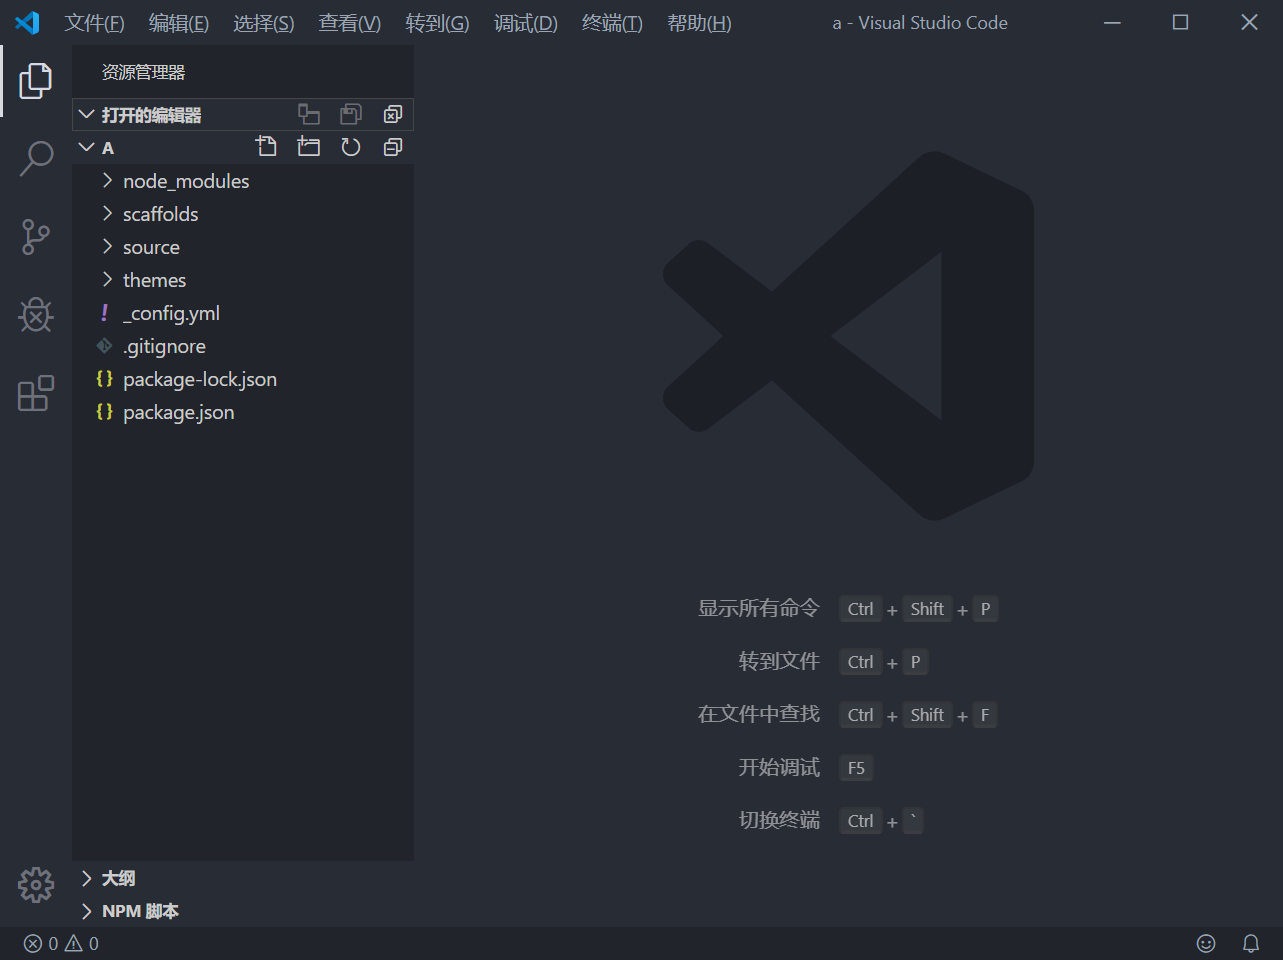 文件(F) 编辑(E) 选择(S) 查看(V) 转到(G) 调试(D) 终端(T) 帮助(H) a - Visual Studio Code
资源管理器
打开的编辑器
A
node_modules
scaffolds
source
themes
! _config.yml
.gitignore
{} package-lock.json
{} package.json
显示所有命令 Ctrl + Shift + P
转到文件 Ctrl + P
在文件中查找 Ctrl + Shift + F
开始调试 F5
切换终端 Ctrl + `
大纲
NPM 脚本
0 0